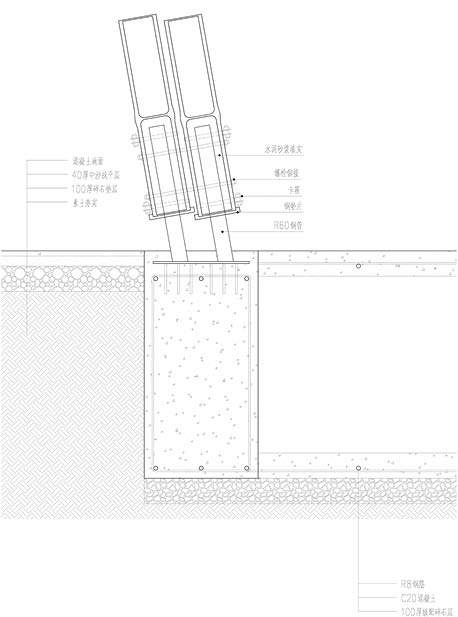 水泥砂浆填实
螺栓铆接
卡箍
钢垫片
R60钢管
混凝土地面
40厚中沙找平层
100厚碎石垫层
素土夯实
R8钢筋
C20混凝土
100厚级配碎石层